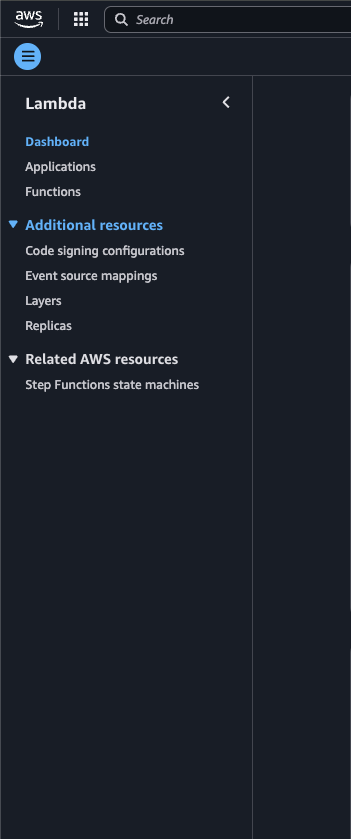 aws
Search
Lambda
Dashboard
Applications
Functions
Additional resources
Code signing configurations
Event source mappings
Layers
Replicas
Related AWS resources
Step Functions state machines